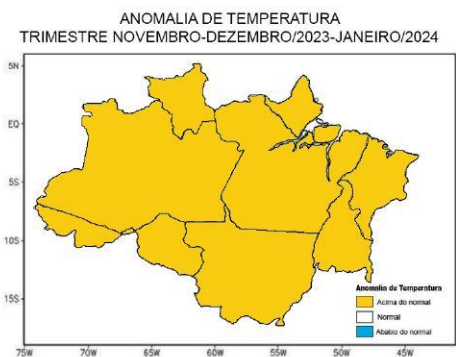 ANOMALIA DE TEMPERATURA
TRIMESTRE NOVEMBRO-DEZEMBRO/2023-JANEIRO/2024
5N
EQ
5S
10S
15S
Anomalia de Temperatura
Acima do normal
Normal
Abaixo do normal
75W 70W 65W 60W 55W 50W 45W